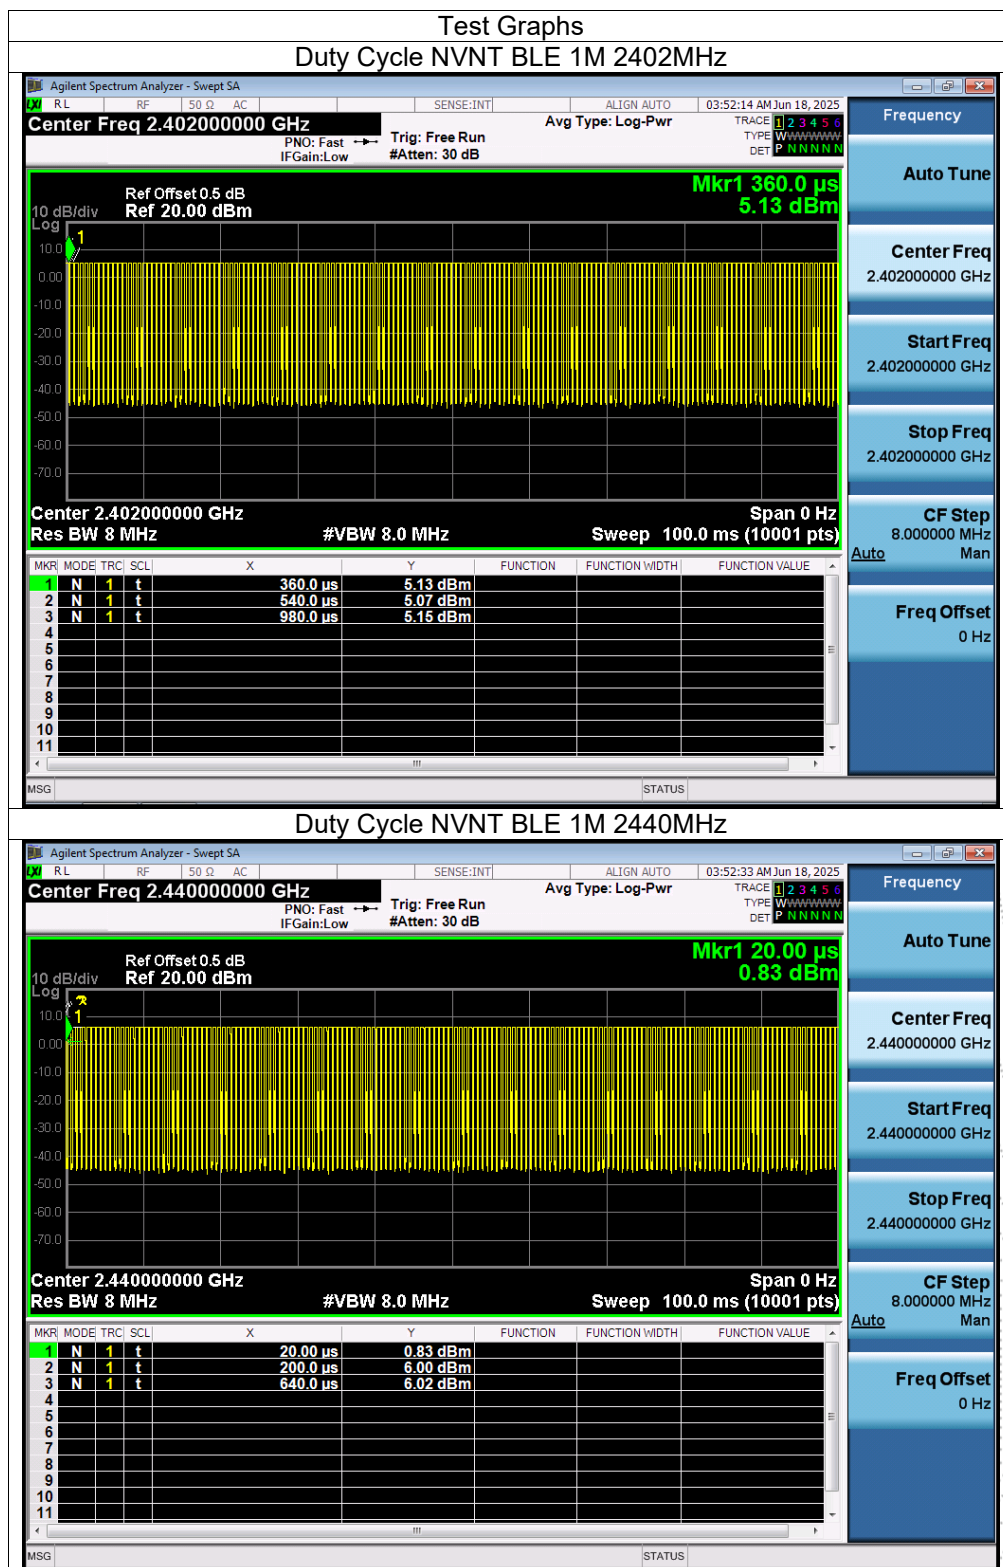 Test Graphs
Duty Cycle NVNT BLE 1M 2402MHz
Agilent Spectrum Analyzer - Swept SA
LXI RL RF 50 Ω AC SENSE:INT ALIGN AUTO 03:52:14 AM Jun 18, 2025
Center Freq 2.402000000 GHz
PNO: Fast
IFGain:Low
Trig: Free Run
#Atten: 30 dB
Avg Type: Log-Pwr
TRACE 1 2 3 4 5 6
TYPE WWWWWW
DET P N N N N N
Frequency
Auto Tune
Center Freq
2.402000000 GHz
Start Freq
2.402000000 GHz
Stop Freq
2.402000000 GHz
CF Step
8.000000 MHz
Auto Man
Freq Offset
0 Hz
Mkr1 360.0 µs
5.13 dBm
Ref Offset 0.5 dB
10 dB/div Ref 20.00 dBm
Log
1
10.0
0.00
-10.0
-20.0
-30.0
-40.0
-50.0
-60.0
-70.0
Center 2.402000000 GHz Span 0 Hz
Res BW 8 MHz #VBW 8.0 MHz Sweep 100.0 ms (10001 pts)
MKR MODE TRC SCL X Y FUNCTION FUNCTION WIDTH FUNCTION VALUE
1 N 1 t 360.0 µs 5.13 dBm
2 N 1 t 540.0 µs 5.07 dBm
3 N 1 t 980.0 µs 5.15 dBm
4
5
6
7
8
9
10
11
MSG STATUS
Duty Cycle NVNT BLE 1M 2440MHz
Agilent Spectrum Analyzer - Swept SA
LXI RL RF 50 Ω AC SENSE:INT ALIGN AUTO 03:52:33 AM Jun 18, 2025
Center Freq 2.440000000 GHz
PNO: Fast
IFGain:Low
Trig: Free Run
#Atten: 30 dB
Avg Type: Log-Pwr
TRACE 1 2 3 4 5 6
TYPE WWWWWW
DET P N N N N N
Frequency
Auto Tune
Center Freq
2.440000000 GHz
Start Freq
2.440000000 GHz
Stop Freq
2.440000000 GHz
CF Step
8.000000 MHz
Auto Man
Freq Offset
0 Hz
Mkr1 20.00 µs
0.83 dBm
Ref Offset 0.5 dB
10 dB/div Ref 20.00 dBm
Log
1
10.0
0.00
-10.0
-20.0
-30.0
-40.0
-50.0
-60.0
-70.0
Center 2.440000000 GHz Span 0 Hz
Res BW 8 MHz #VBW 8.0 MHz Sweep 100.0 ms (10001 pts)
MKR MODE TRC SCL X Y FUNCTION FUNCTION WIDTH FUNCTION VALUE
1 N 1 t 20.00 µs 0.83 dBm
2 N 1 t 200.0 µs 6.00 dBm
3 N 1 t 640.0 µs 6.02 dBm
4
5
6
7
8
9
10
11
MSG STATUS